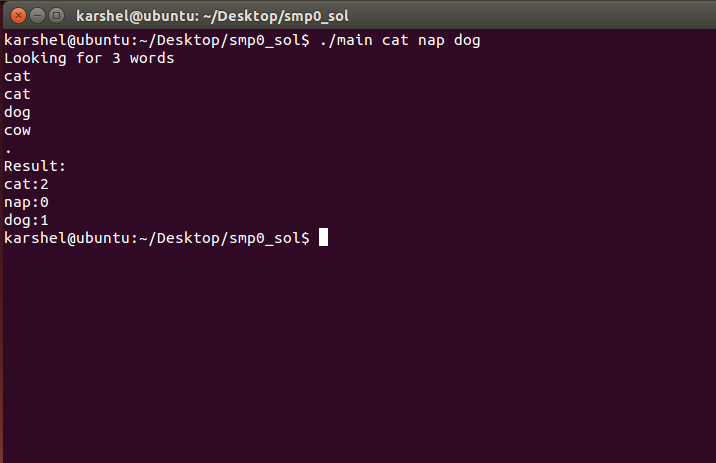 karshel@ubuntu: ~/Desktop/smp0_sol
karshel@ubuntu:~/Desktop/smp0_sol$ ./main cat nap dog
Looking for 3 words
cat
cat
dog
cow
.
Result:
cat:2
nap:0
dog:1
karshel@ubuntu:~/Desktop/smp0_sol$